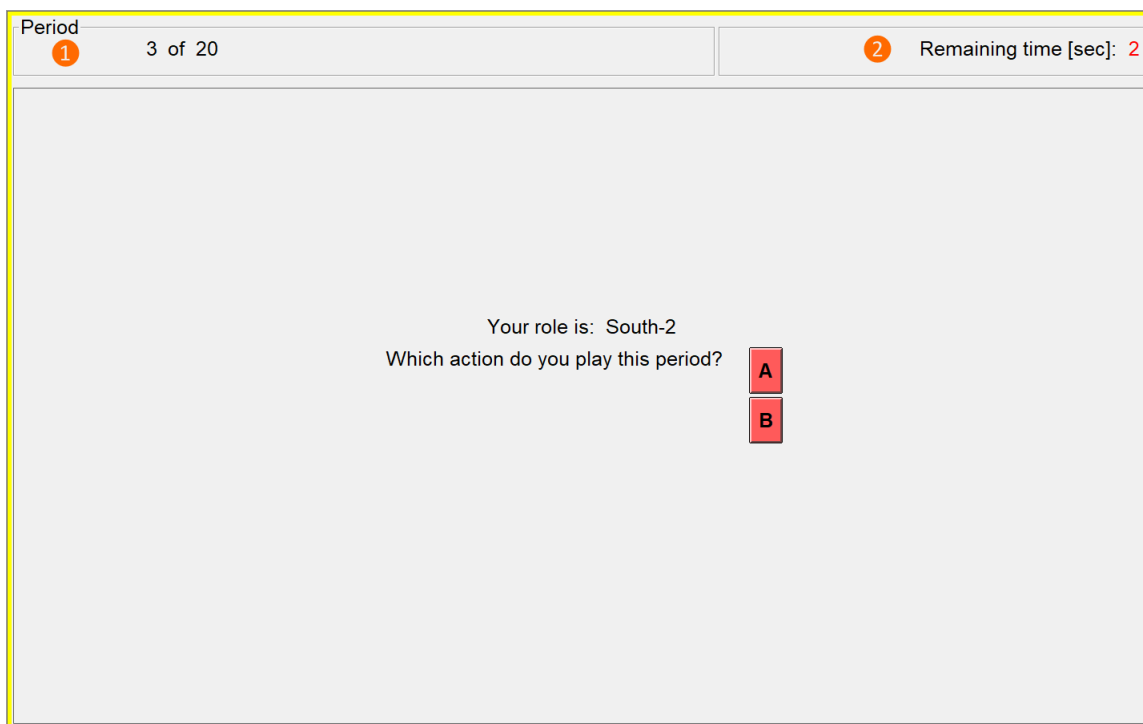 Period
1 3 of 20
2 Remaining time [sec]: 2
Your role is: South-2
Which action do you play this period?
A
B